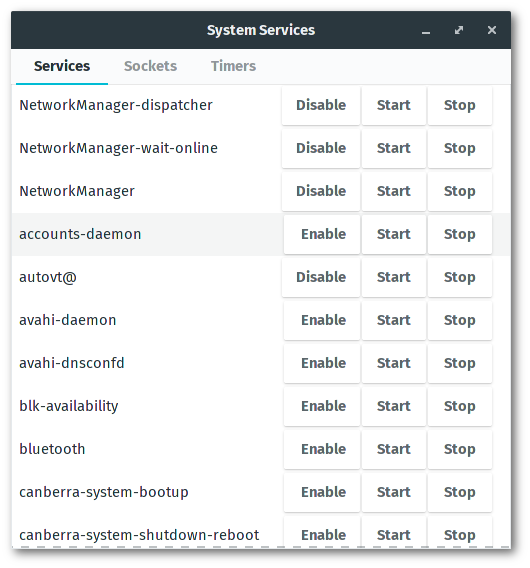 System Services
Services Sockets Timers
NetworkManager-dispatcher Disable Start Stop
NetworkManager-wait-online Disable Start Stop
NetworkManager Disable Start Stop
accounts-daemon Enable Start Stop
autovt@ Disable Start Stop
avahi-daemon Enable Start Stop
avahi-dnsconfd Enable Start Stop
blk-availability Enable Start Stop
bluetooth Enable Start Stop
canberra-system-bootup Enable Start Stop
canberra-system-shutdown-reboot Enable Start Stop